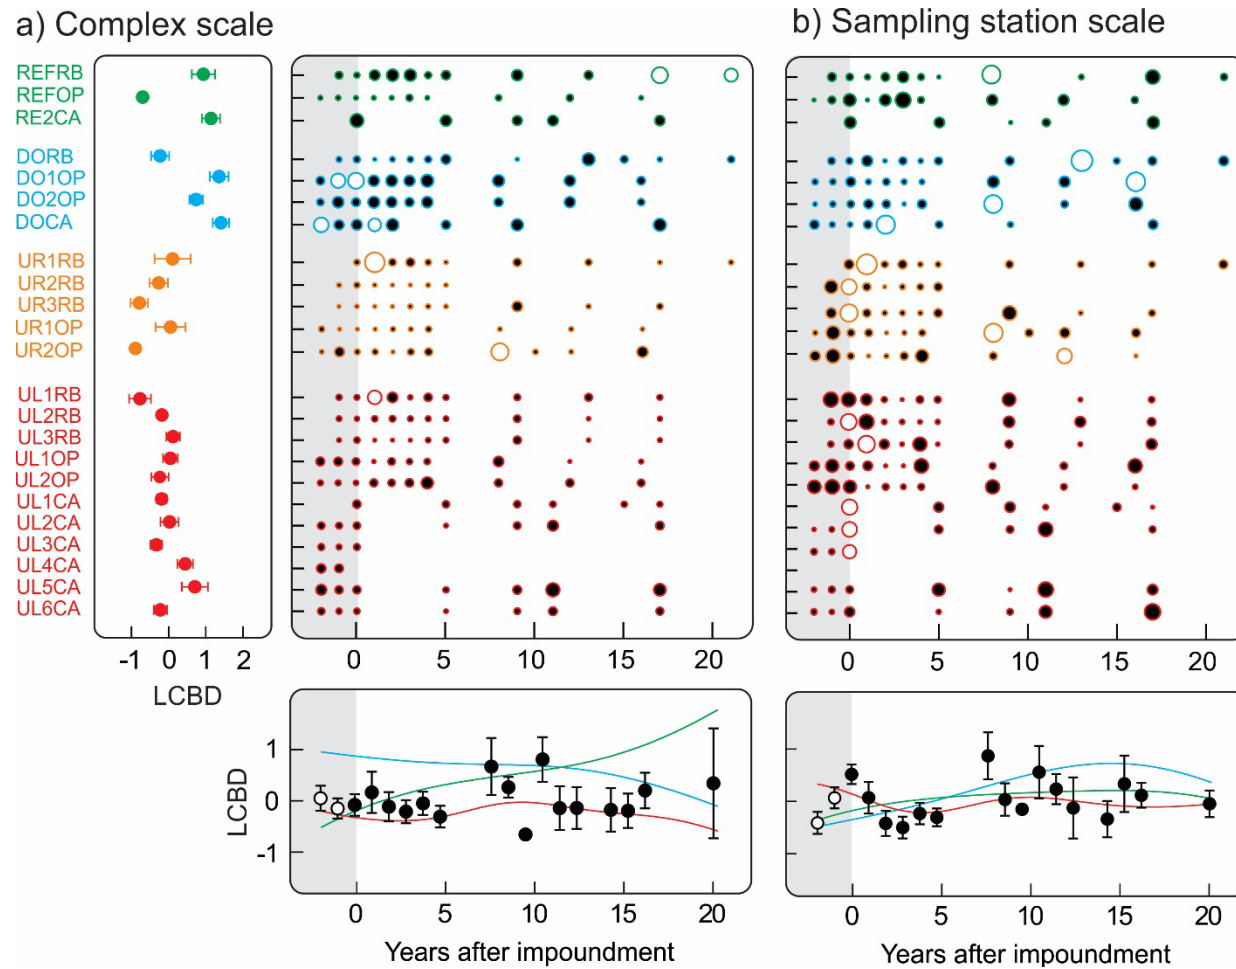 a) Complex scale
b) Sampling station scale
REFRB
REFOP
RE2CA
DORB
DO1OP
DO2OP
DOCA
UR1RB
UR2RB
UR3RB
UR1OP
UR2OP
UL1RB
UL2RB
UL3RB
UL1OP
UL2OP
UL1CA
UL2CA
UL3CA
UL4CA
UL5CA
UL6CA
-1 0 1 2
LCBD
0 5 10 15 20
0 5 10 15 20
LCBD
1
0
-1
0 5 10 15 20
Years after impoundment
0 5 10 15 20
Years after impoundment